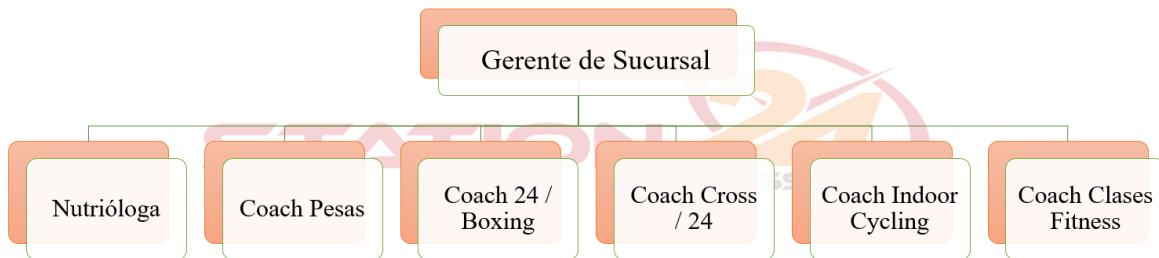 Gerente de Sucursal
STATION 24
Nutrióloga
Coach Pesas
Coach 24 /
Boxing
Coach Cross
/ 24
Coach Indoor
Cycling
Coach Clases
Fitness